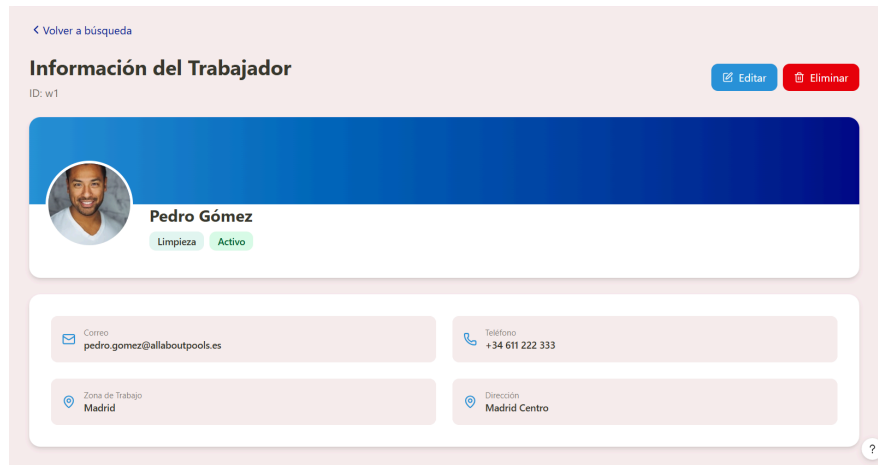 Volver a búsqueda
Información del Trabajador
ID: w1
Editar
Eliminar
Pedro Gómez
Limpieza
Activo
Correo
pedro.gomez@allaboutpools.es
Teléfono
+34 611 222 333
Zona de Trabajo
Madrid
Dirección
Madrid Centro
?